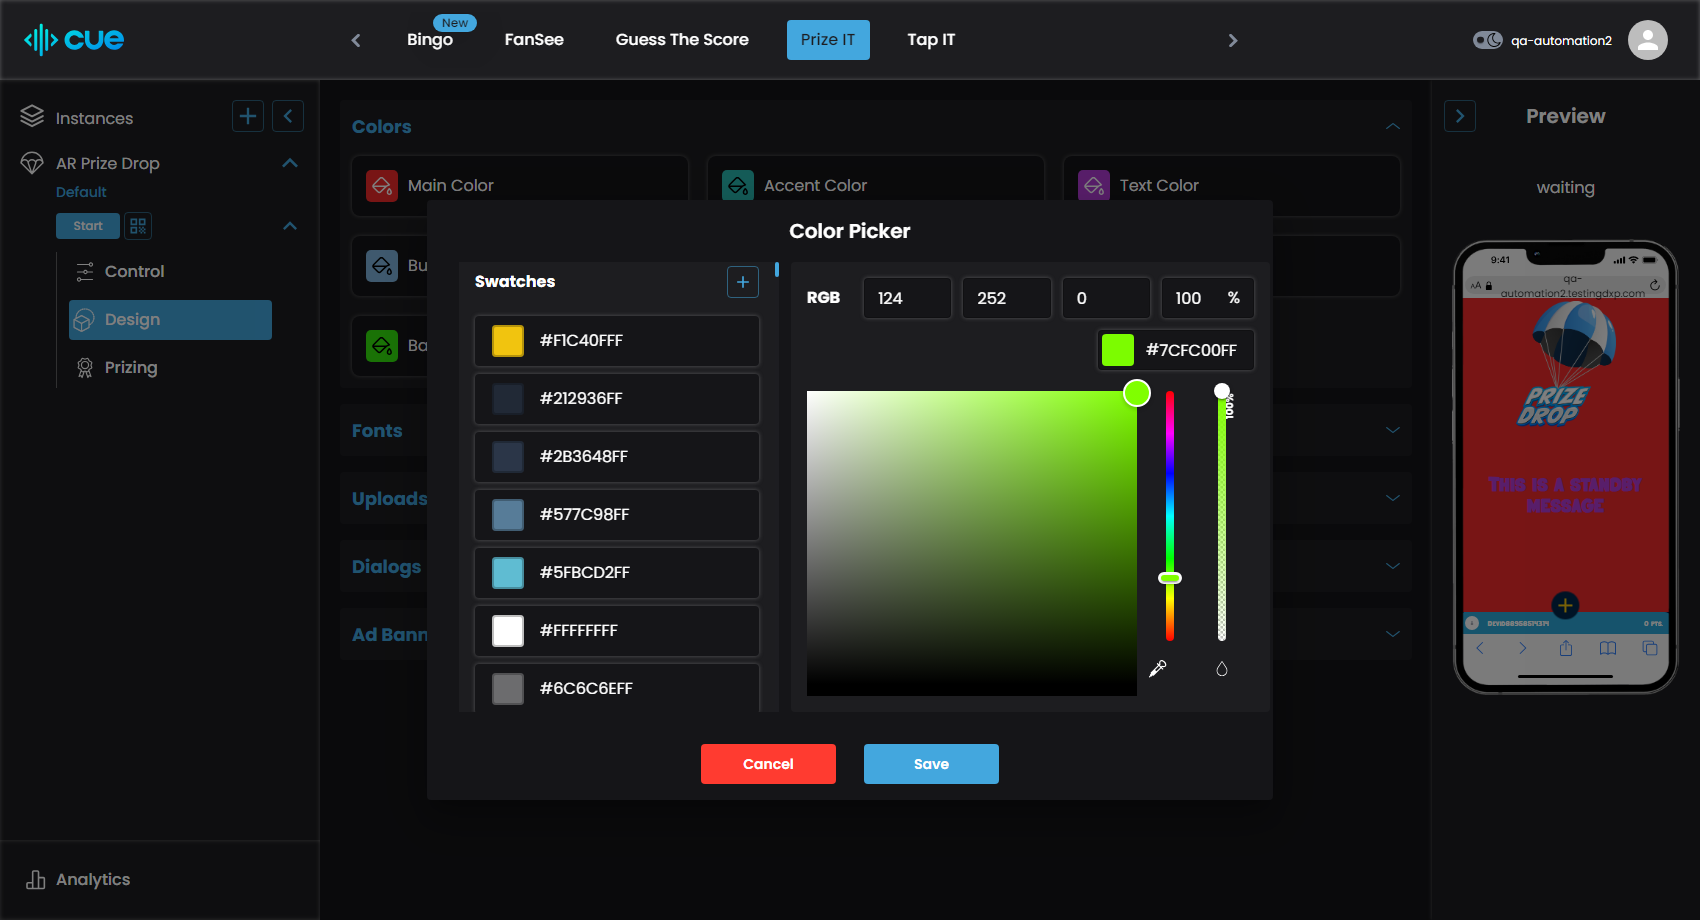 cue
New
Bingo
FanSee
Guess The Score
Prize IT
Tap IT
qa-automation2
Instances
AR Prize Drop
Default
Start
Control
Design
Prizing
Analytics
Colors
Main Color
Accent Color
Text Color
Bu
Ba
Fonts
Uploads
Dialogs
Ad Bann
Color Picker
Swatches
#F1C40FFF
#212936FF
#2B3648FF
#577C98FF
#5FBCD2FF
#FFFFFFFF
#6C6C6EFF
RGB
124
252
0
100 %
#7CFC00FF
100%
Cancel
Save
Preview
waiting
9:41
AA
qa-
automation2.testingdxp.com
PRIZE
DROP
THIS IS A STANDBY
MESSAGE
0 PTS.